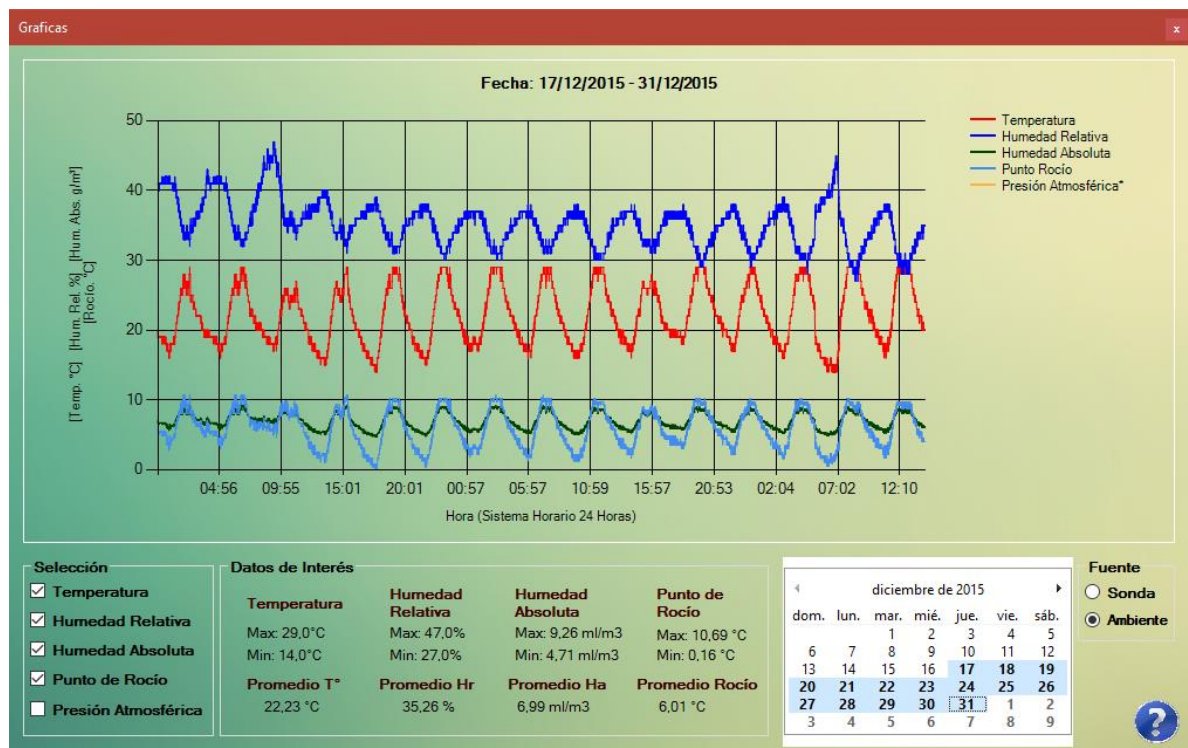 Graficas
x
Fecha: 17/12/2015 - 31/12/2015
50
40
30
20
10
0
[Temp. °C] [Hum. Rel. %] [Hum. Abs. g/m³]
[Rocío. °C]
04:56 09:55 15:01 20:01 00:57 05:57 10:59 15:57 20:53 02:04 07:02 12:10
Hora (Sistema Horario 24 Horas)
Temperatura
Humedad Relativa
Humedad Absoluta
Punto Rocío
Presión Atmosférica*
Selección
Temperatura
Humedad Relativa
Humedad Absoluta
Punto de Rocío
Presión Atmosférica
Datos de Interés
Temperatura
Max: 29,0°C
Min: 14,0°C
Promedio T°
22,23 °C
Humedad
Relativa
Max: 47,0%
Min: 27,0%
Promedio Hr
35,26 %
Humedad
Absoluta
Max: 9,26 ml/m3
Min: 4,71 ml/m3
Promedio Ha
6,99 ml/m3
Punto de
Rocío
Max: 10,69 °C
Min: 0,16 °C
Promedio Rocío
6,01 °C
diciembre de 2015
dom. lun. mar. mié. jue. vie. sáb.
1 2 3 4 5
6 7 8 9 10 11 12
13 14 15 16 17 18 19
20 21 22 23 24 25 26
27 28 29 30 31 1 2
3 4 5 6 7 8 9
Fuente
Sonda
Ambiente
?